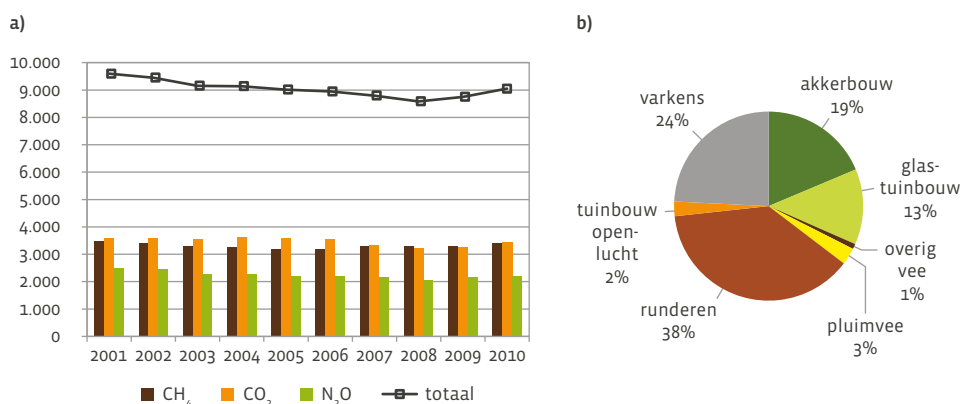 a)
10.000
9.000
8.000
7.000
6.000
5.000
4.000
3.000
2.000
1.000
0
2001 2002 2003 2004 2005 2006 2007 2008 2009 2010
CH₄ CO₂ N₂O totaal
b)
varkens
24%
akkerbouw
19%
glas-
tuinbouw
13%
overig
vee
1%
pluimvee
3%
runderen
38%
tuinbouw
open-
lucht
2%